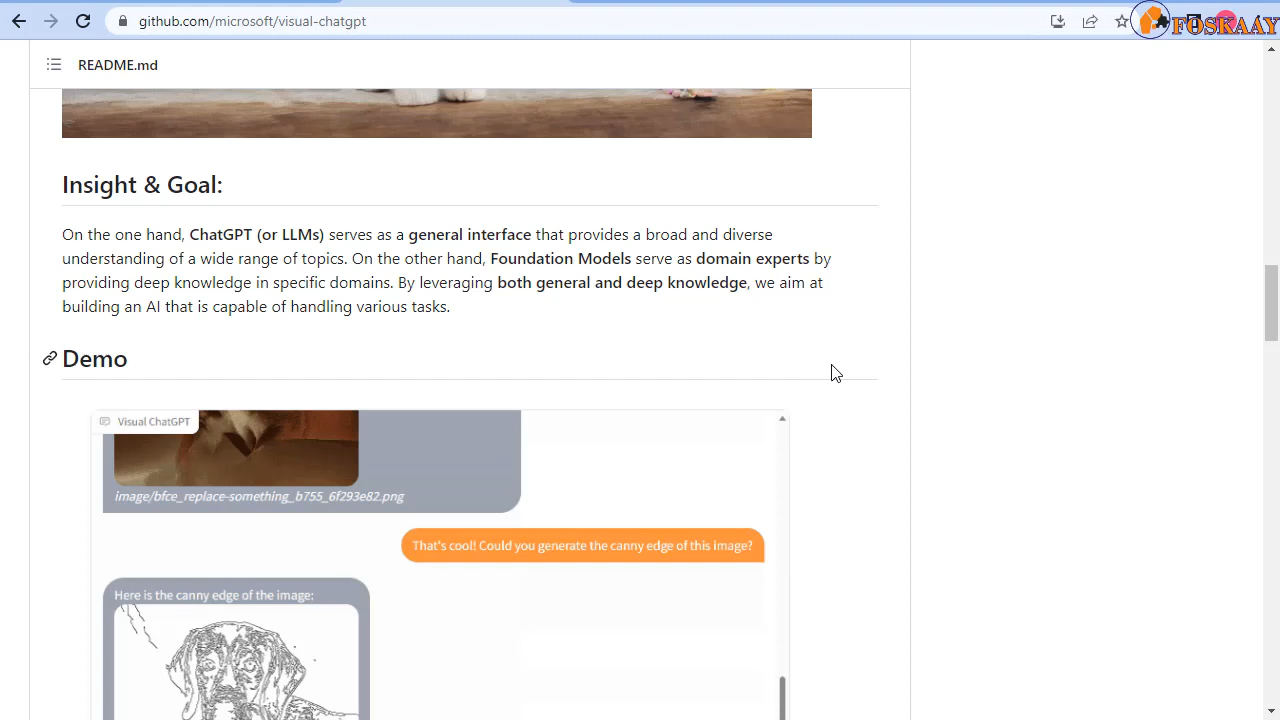 github.com/microsoft/visual-chatgpt
FOSKAAY
README.md
Insight & Goal:
On the one hand, ChatGPT (or LLMs) serves as a general interface that provides a broad and diverse
understanding of a wide range of topics. On the other hand, Foundation Models serve as domain experts by
providing deep knowledge in specific domains. By leveraging both general and deep knowledge, we aim at
building an AI that is capable of handling various tasks.
Demo
Visual ChatGPT
image/bfce_replace-something_b755_6f293e82.png
That's cool! Could you generate the canny edge of this image?
Here is the canny edge of the image: